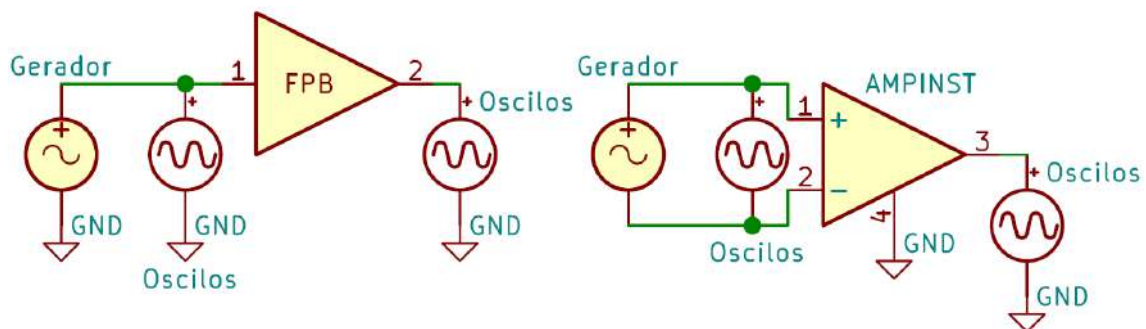 Gerador
1
FPB
2
Oscilos
+
+
+
GND
GND
GND
Oscilos
Gerador
AMPINST
1
+
3
+
+
Oscilos
2
−
4
GND
Oscilos
GND